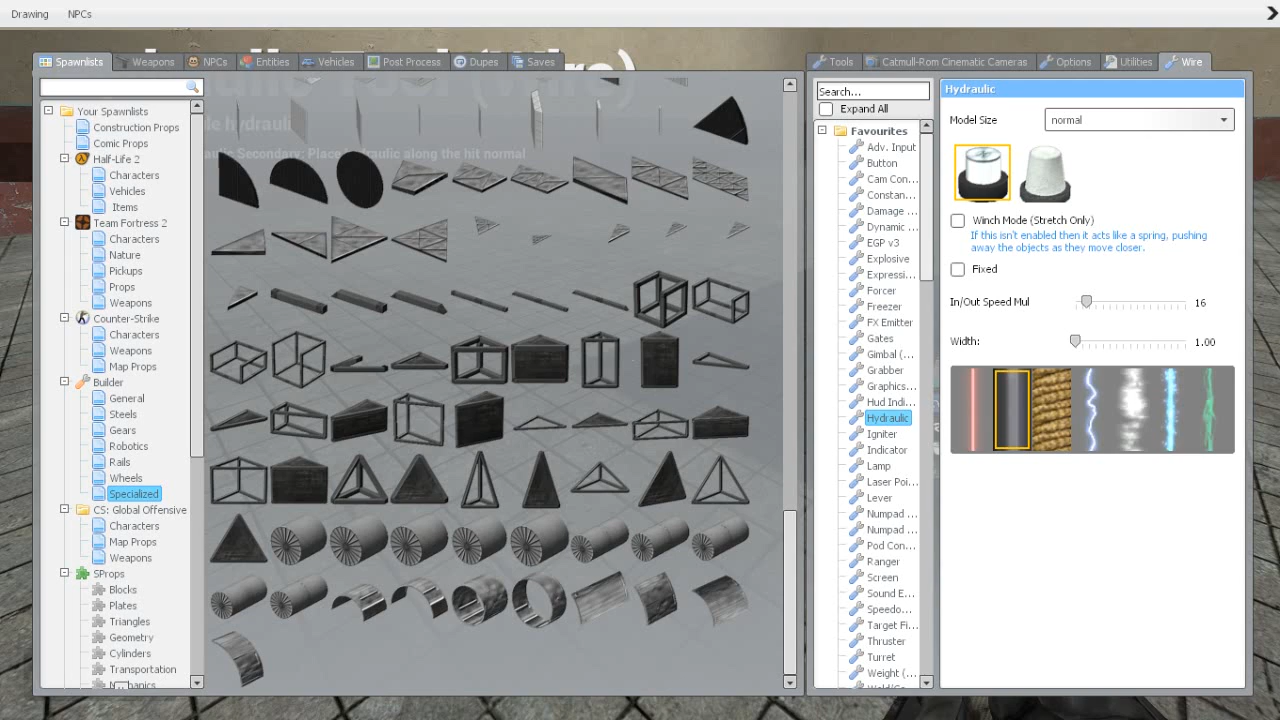 Drawing NPCs
Spawnlists Weapons NPCs Entities Vehicles Post Process Dupes Saves
Tools Catmull-Rom Cinematic Cameras Options Utilities Wire
Your Spawnlists
Construction Props
Comic Props
Half-Life 2
Characters
Vehicles
Items
Team Fortress 2
Characters
Nature
Pickups
Props
Weapons
Counter-Strike
Characters
Weapons
Map Props
Builder
General
Steels
Gears
Robotics
Rails
Wheels
Specialized
CS: Global Offensive
Characters
Map Props
Weapons
SProps
Blocks
Plates
Triangles
Geometry
Cylinders
Transportation
Secondary: Place hydraulic along the hit normal
Search...
Expand All
Favourites
Adv. Input
Button
Cam Con...
Constan...
Damage ...
Dynamic ...
EGP v3
Explosive
Expressi...
Forcer
Freezer
FX Emitter
Gates
Gimbal (...
Grabber
Graphics...
Hud Indi...
Hydraulic
Igniter
Indicator
Lamp
Laser Poi...
Lever
Numpad ...
Numpad ...
Pod Con...
Ranger
Screen
Sound E...
Speedo...
Target Fi...
Thruster
Turret
Weight (...
Hydraulic
Model Size normal
Winch Mode (Stretch Only)
If this isn't enabled then it acts like a spring, pushing
away the objects as they move closer.
Fixed
In/Out Speed Mul 16
Width: 1.00